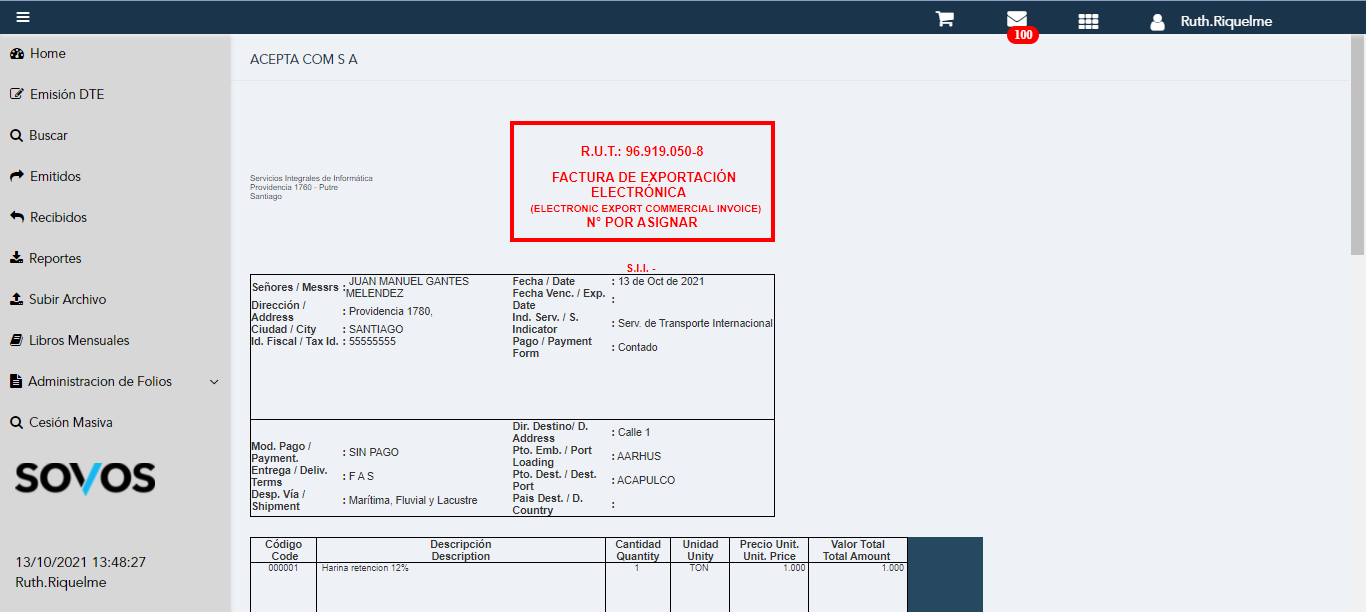 Ruth.Riquelme
100
Home
Emisión DTE
Buscar
Emitidos
Recibidos
Reportes
Subir Archivo
Libros Mensuales
Administracion de Folios
Cesión Masiva
SOVOS
13/10/2021 13:48:27
Ruth.Riquelme
ACEPTA COM S A
Servicios Integrales de Informática
Providencia 1760 - Putre
Santiago
R.U.T.: 96.919.050-8
FACTURA DE EXPORTACIÓN
ELECTRÓNICA
(ELECTRONIC EXPORT COMMERCIAL INVOICE)
N° POR ASIGNAR
S.I.I. -
Señores / Messrs : JUAN MANUEL GANTES
MELENDEZ
Dirección /
Address : Providencia 1780,
Ciudad / City : SANTIAGO
Id. Fiscal / Tax Id. : 55555555
Fecha / Date : 13 de Oct de 2021
Fecha Venc. / Exp.
Date :
Ind. Serv. / S.
Indicator : Serv. de Transporte Internacional
Pago / Payment
Form : Contado
Mod. Pago /
Payment. : SIN PAGO
Entrega / Deliv.
Terms : F A S
Desp. Vía /
Shipment : Marítima, Fluvial y Lacustre
Dir. Destino/ D.
Address : Calle 1
Pto. Emb. / Port
Loading : AARHUS
Pto. Dest. / Dest.
Port : ACAPULCO
Pais Dest. / D.
Country :
Código Descripción Cantidad Unidad Precio Unit. Valor Total
Code Description Quantity Unity Unit. Price Total Amount
000001 Harina retencion 12% 1 TON 1.000 1.000